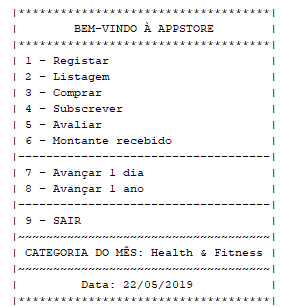 |************************************|
| BEM-VINDO À APPSTORE |
|************************************|
| 1 - Registar |
| 2 - Listagem |
| 3 - Comprar |
| 4 - Subscrever |
| 5 - Avaliar |
| 6 - Montante recebido |
|------------------------------------|
| 7 - Avançar 1 dia |
| 8 - Avançar 1 ano |
|------------------------------------|
| 9 - SAIR |
|~~~~~~~~~~~~~~~~~~~~~~~~~~~~~~~~~~~~|
| CATEGORIA DO MÊS: Health & Fitness |
|~~~~~~~~~~~~~~~~~~~~~~~~~~~~~~~~~~~~|
| Data: 22/05/2019 |
|************************************|